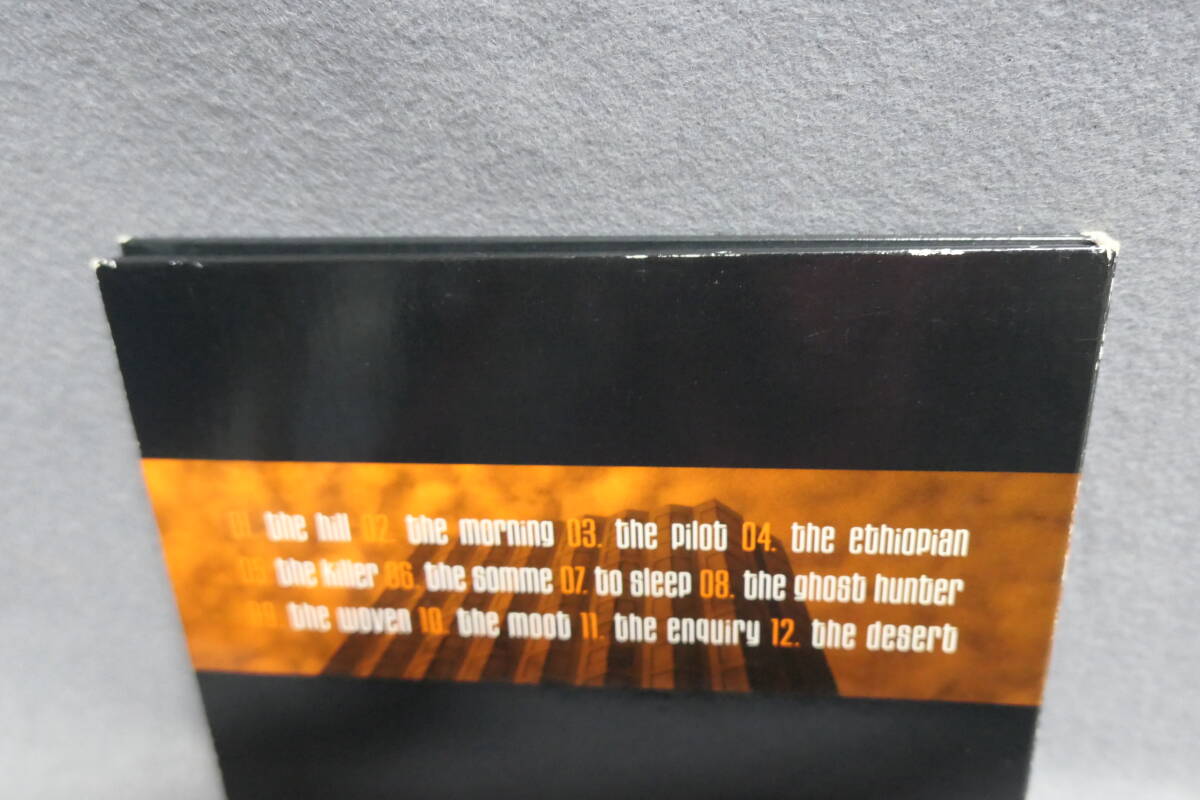 01. the hill 02. the morning 03. the pilot 04. the ethiopian
05. the killer 06. the somme 07. to sleep 08. the ghost hunter
09. the woven 10. the moot 11. the enquiry 12. the desert